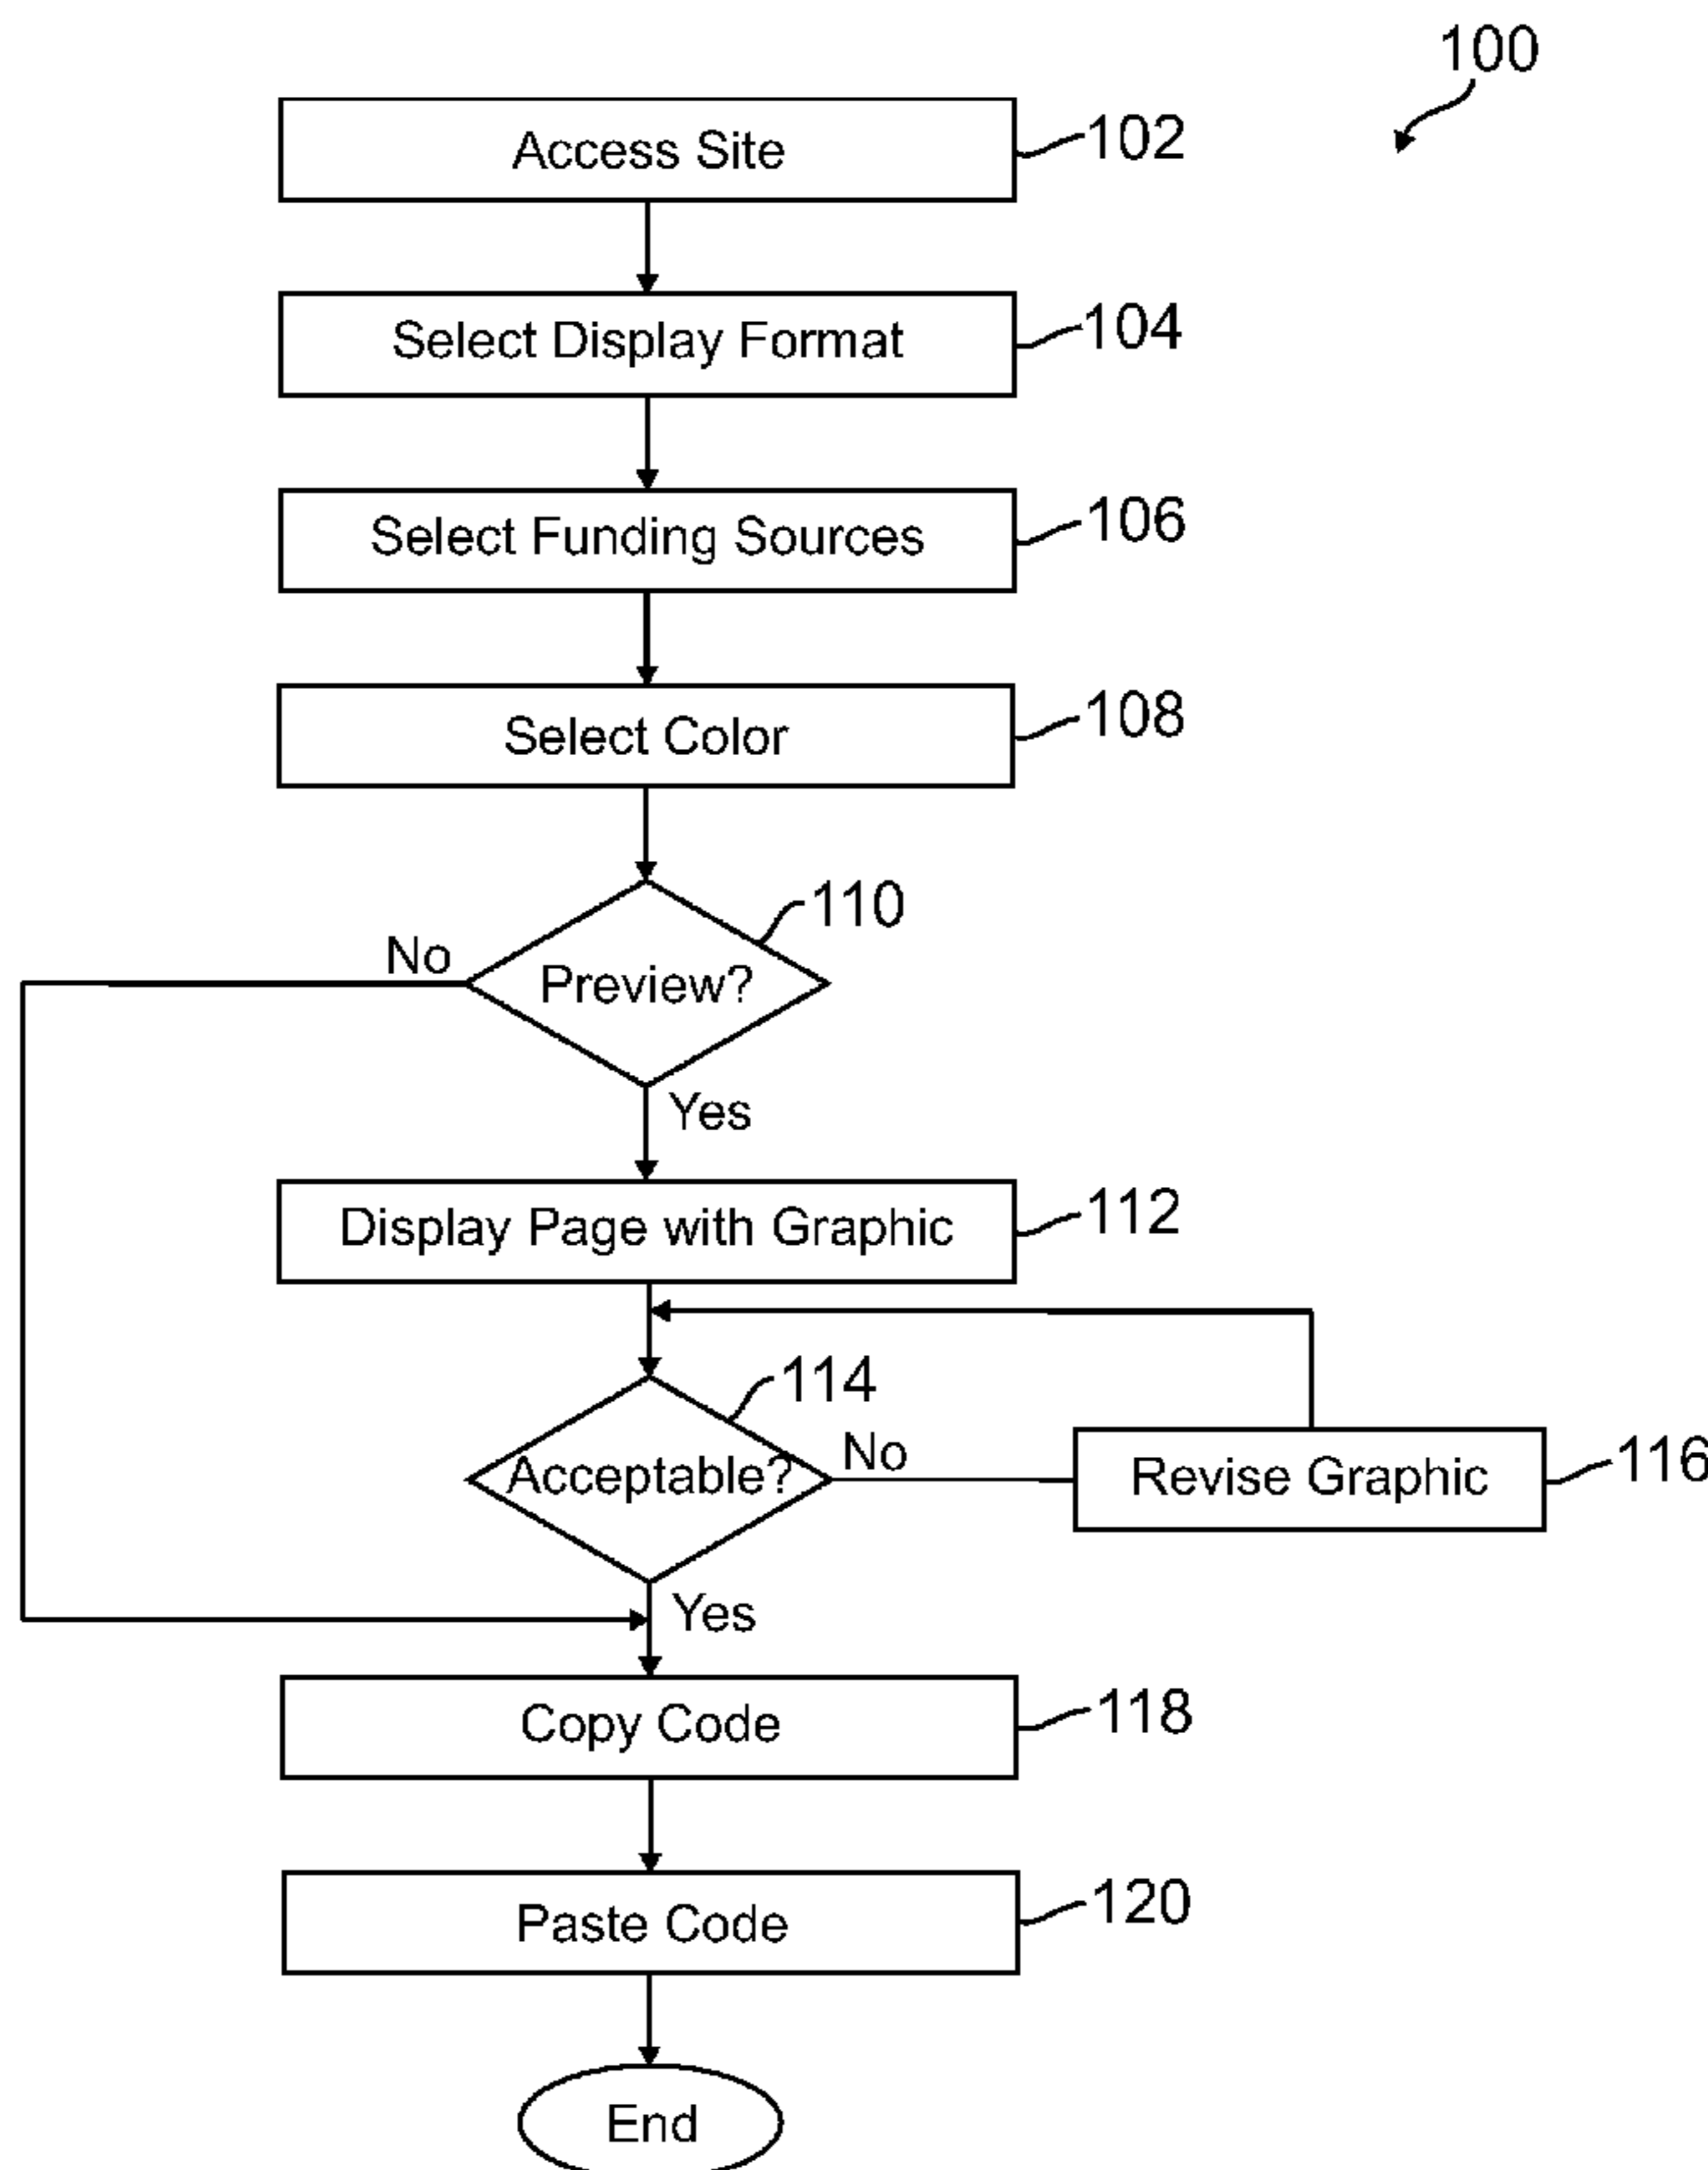 100
Access Site
102
Select Display Format
104
Select Funding Sources
106
Select Color
108
110
No
Preview?
Yes
Display Page with Graphic
112
114
Acceptable?
No
Revise Graphic
116
Yes
Copy Code
118
Paste Code
120
End